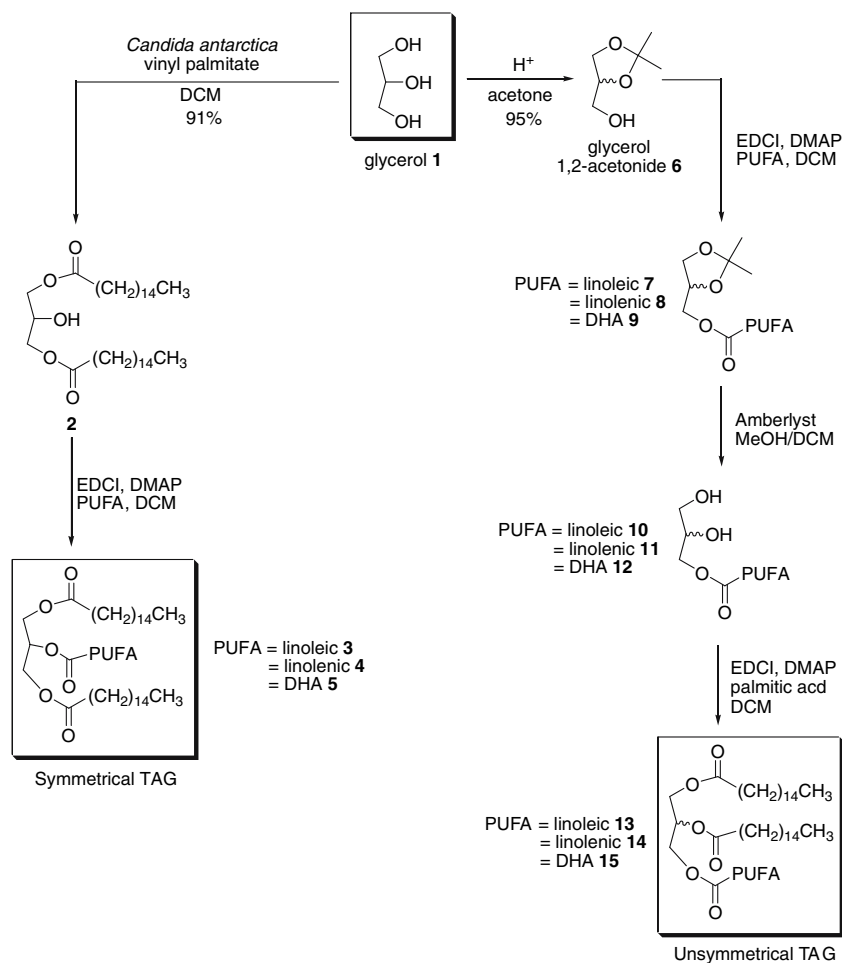 Candida antarctica
vinyl palmitate
DCM
91%
OH
OH
OH
glycerol 1
H+
acetone
95%
O
O
OH
glycerol
1,2-acetonide 6
EDCI, DMAP
PUFA, DCM
O
O
(CH2)14CH3
OH
O
(CH2)14CH3
O
2
EDCI, DMAP
PUFA, DCM
O
O
(CH2)14CH3
O
PUFA
O
O
(CH2)14CH3
O
Symmetrical TAG
PUFA = linoleic 3
= linolenic 4
= DHA 5
PUFA = linoleic 7
= linolenic 8
= DHA 9
O
O
O
PUFA
O
Amberlyst
MeOH/DCM
PUFA = linoleic 10
= linolenic 11
= DHA 12
OH
OH
O
PUFA
O
EDCI, DMAP
palmitic acd
DCM
PUFA = linoleic 13
= linolenic 14
= DHA 15
O
O
(CH2)14CH3
O
(CH2)14CH3
O
O
PUFA
O
Unsymmetrical TAG